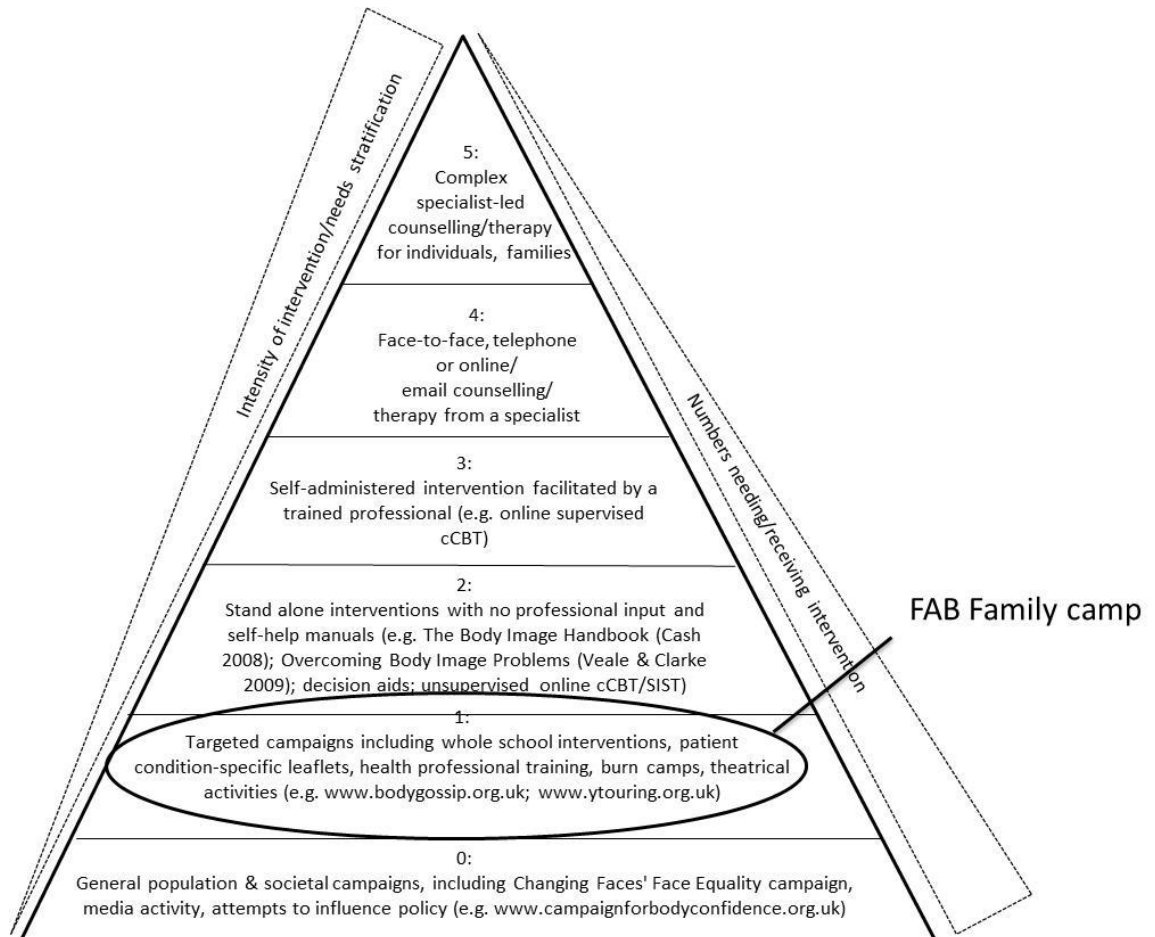 5:
Complex
specialist-led
counselling/therapy
for individuals, families
Intensity of intervention/needs stratification
4:
Face-to-face, telephone
or online/
email counselling/
therapy from a specialist
Numbers needing/receiving intervention
3:
Self-administered intervention facilitated by a
trained professional (e.g. online supervised
cCBT)
2:
Stand alone interventions with no professional input and
self-help manuals (e.g. The Body Image Handbook (Cash
2008); Overcoming Body Image Problems (Veale & Clarke
2009); decision aids; unsupervised online cCBT/SIST)
FAB Family camp
1:
Targeted campaigns including whole school interventions, patient
condition-specific leaflets, health professional training, burn camps, theatrical
activities (e.g. www.bodygossip.org.uk; www.ytouring.org.uk)
0:
General population & societal campaigns, including Changing Faces' Face Equality campaign,
media activity, attempts to influence policy (e.g. www.campaignforbodyconfidence.org.uk)